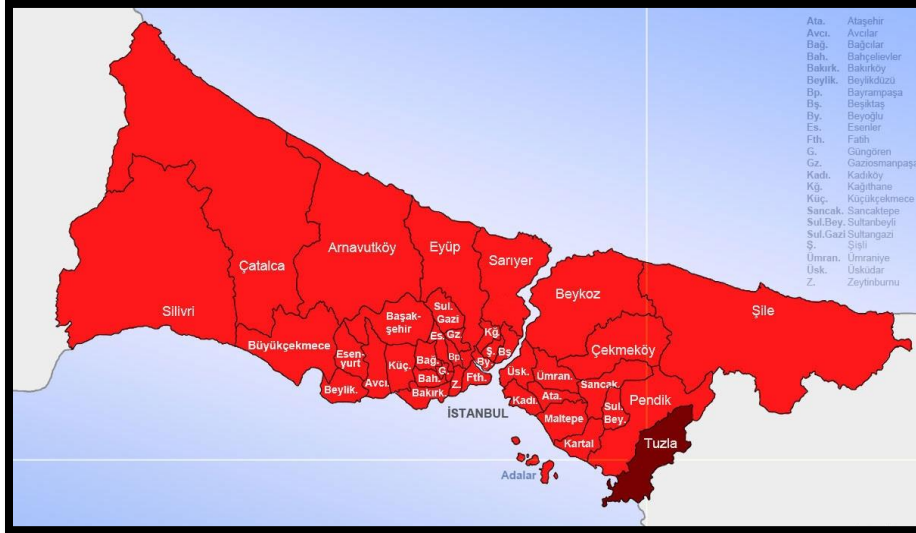 Ata. Ataşehir
Avcı. Avcılar
Bağ. Bağcılar
Bah. Bahçelievler
Bakırk. Bakırköy
Beylik. Beylikdüzü
Bp. Bayrampaşa
Bş. Beşiktaş
By. Beyoğlu
Es. Esenler
Fth. Fatih
G. Güngören
Gz. Gaziosmanpaşa
Kadı. Kadıköy
Kğ. Kağıthane
Küç. Küçükçekmece
Sancak. Sancaktepe
Sul.Bey. Sultanbeyli
Sul.Gazi Sultangazi
Ş. Şişli
Ümran. Ümraniye
Üsk. Üsküdar
Z. Zeytinburnu
Silivri
Çatalca
Arnavutköy
Eyüp
Sarıyer
Büyükçekmece
Başak-
şehir
Sul.
Gazi
Esen-
yurt
Beylik.
Avcı.
Küç.
Bağ.
Bah.
Bakırk.
Es.
Gz.
Bp.
G.
Z.
Fth.
Kğ.
Ş.
Bş
By.
İSTANBUL
Adalar
Beykoz
Şile
Çekmeköy
Üsk.
Ümran.
Sancak.
Kadı.
Ata.
Sul.
Bey.
Pendik
Maltepe
Kartal
Tuzla